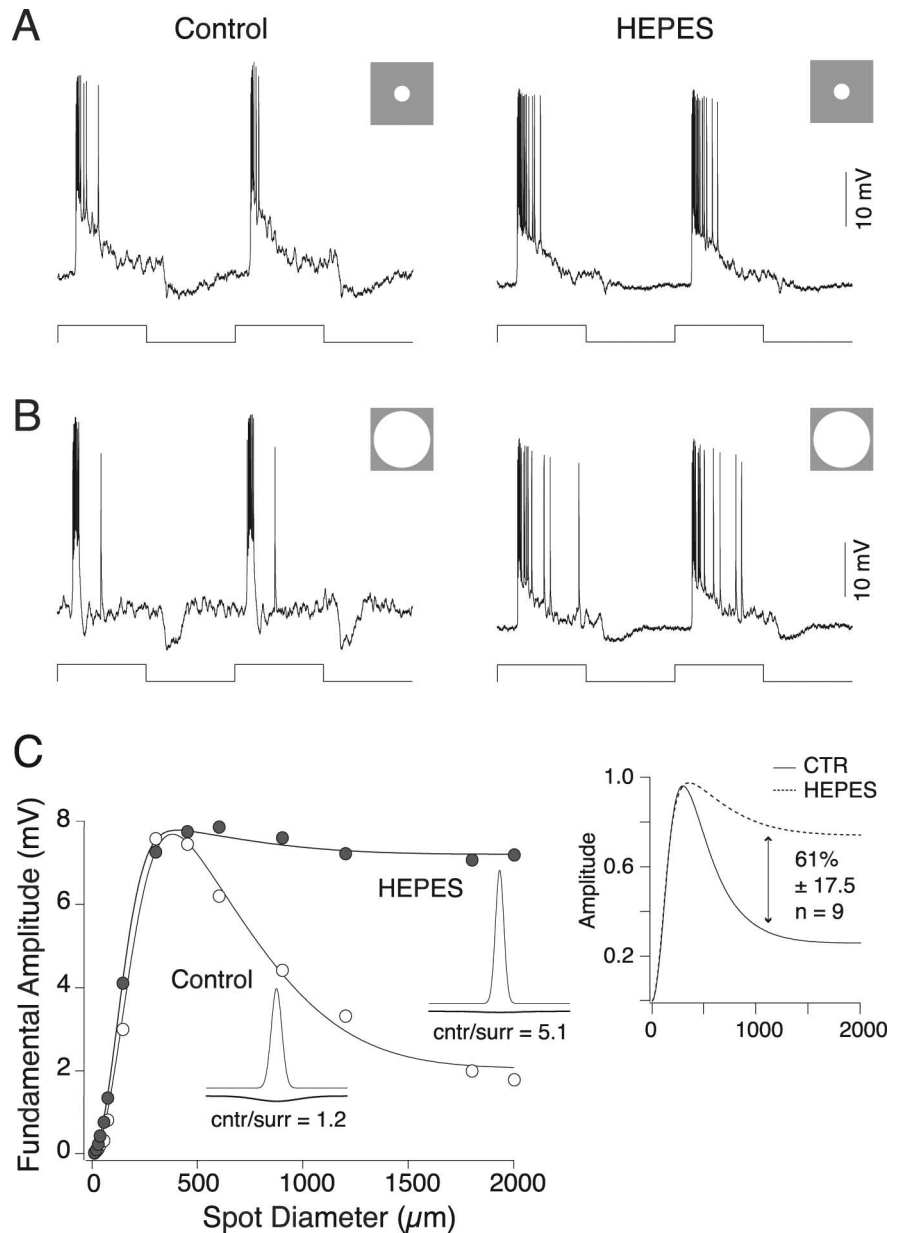 A
Control
HEPES
10 mV
B
10 mV
C
Fundamental Amplitude (mV)
8
6
4
2
0
0
500
1000
1500
2000
Spot Diameter (μm)
HEPES
Control
cntr/surr = 5.1
cntr/surr = 1.2
CTR
HEPES
Amplitude
1.0
0.6
0.2
61%
± 17.5
n = 9
0
1000
2000